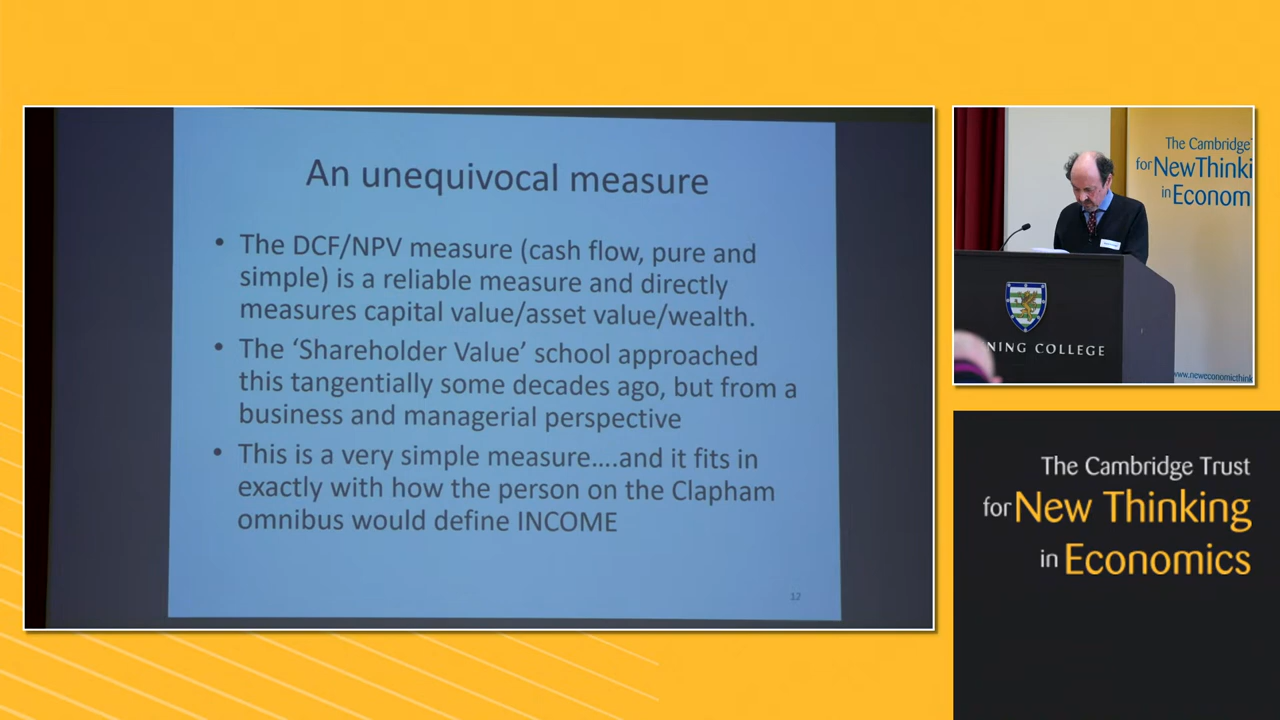 An unequivocal measure
• The DCF/NPV measure (cash flow, pure and
simple) is a reliable measure and directly
measures capital value/asset value/wealth.
• The ‘Shareholder Value’ school approached
this tangentially some decades ago, but from a
business and managerial perspective
• This is a very simple measure….and it fits in
exactly with how the person on the Clapham
omnibus would define INCOME
12
The Cambridge
for NewThinki
in Econom
NING COLLEGE
www.neweconomicthink
The Cambridge Trust
for New Thinking
in Economics